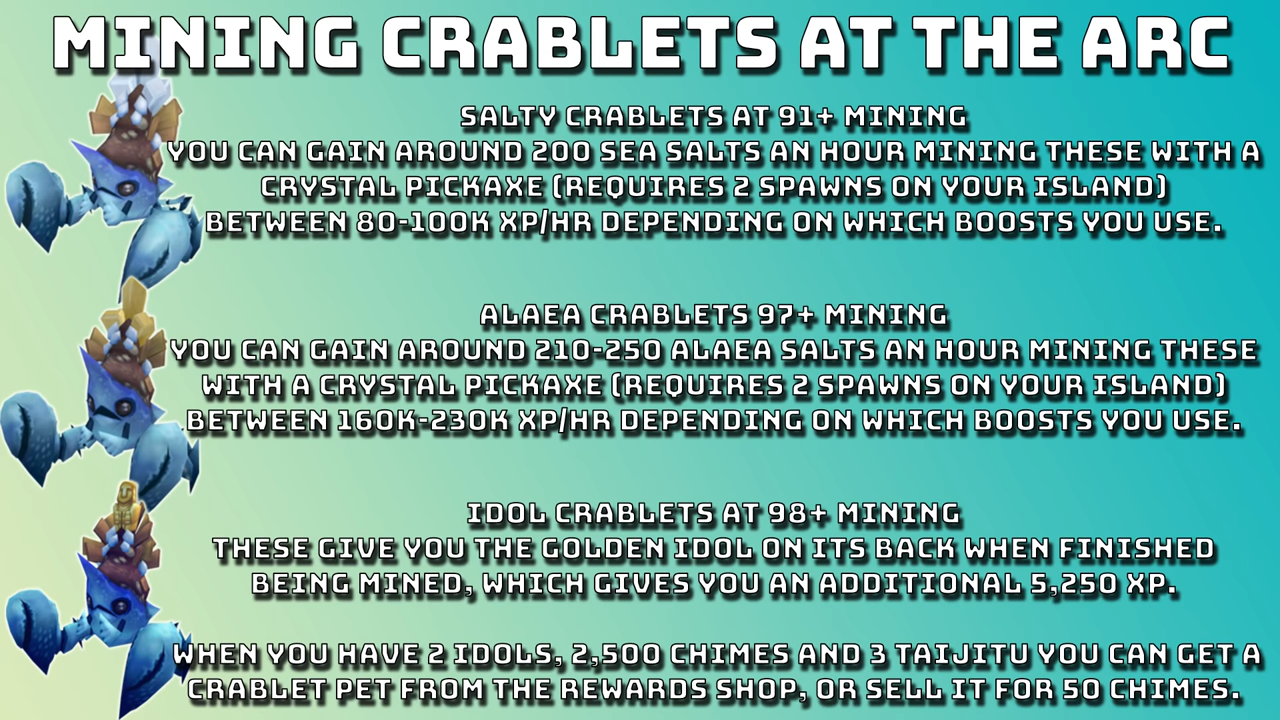 MINING CRABLETS AT THE ARC
SALTY CRABLETS AT 91+ MINING
YOU CAN GAIN AROUND 200 SEA SALTS AN HOUR MINING THESE WITH A
CRYSTAL PICKAXE (REQUIRES 2 SPAWNS ON YOUR ISLAND)
BETWEEN 80-100K XP/HR DEPENDING ON WHICH BOOSTS YOU USE.
ALAEA CRABLETS 97+ MINING
YOU CAN GAIN AROUND 210-250 ALAEA SALTS AN HOUR MINING THESE
WITH A CRYSTAL PICKAXE (REQUIRES 2 SPAWNS ON YOUR ISLAND)
BETWEEN 160K-230K XP/HR DEPENDING ON WHICH BOOSTS YOU USE.
IDOL CRABLETS AT 98+ MINING
THESE GIVE YOU THE GOLDEN IDOL ON ITS BACK WHEN FINISHED
BEING MINED, WHICH GIVES YOU AN ADDITIONAL 5,250 XP.
WHEN YOU HAVE 2 IDOLS, 2,500 CHIMES AND 3 TAIJITU YOU CAN GET A
CRABLET PET FROM THE REWARDS SHOP, OR SELL IT FOR 50 CHIMES.